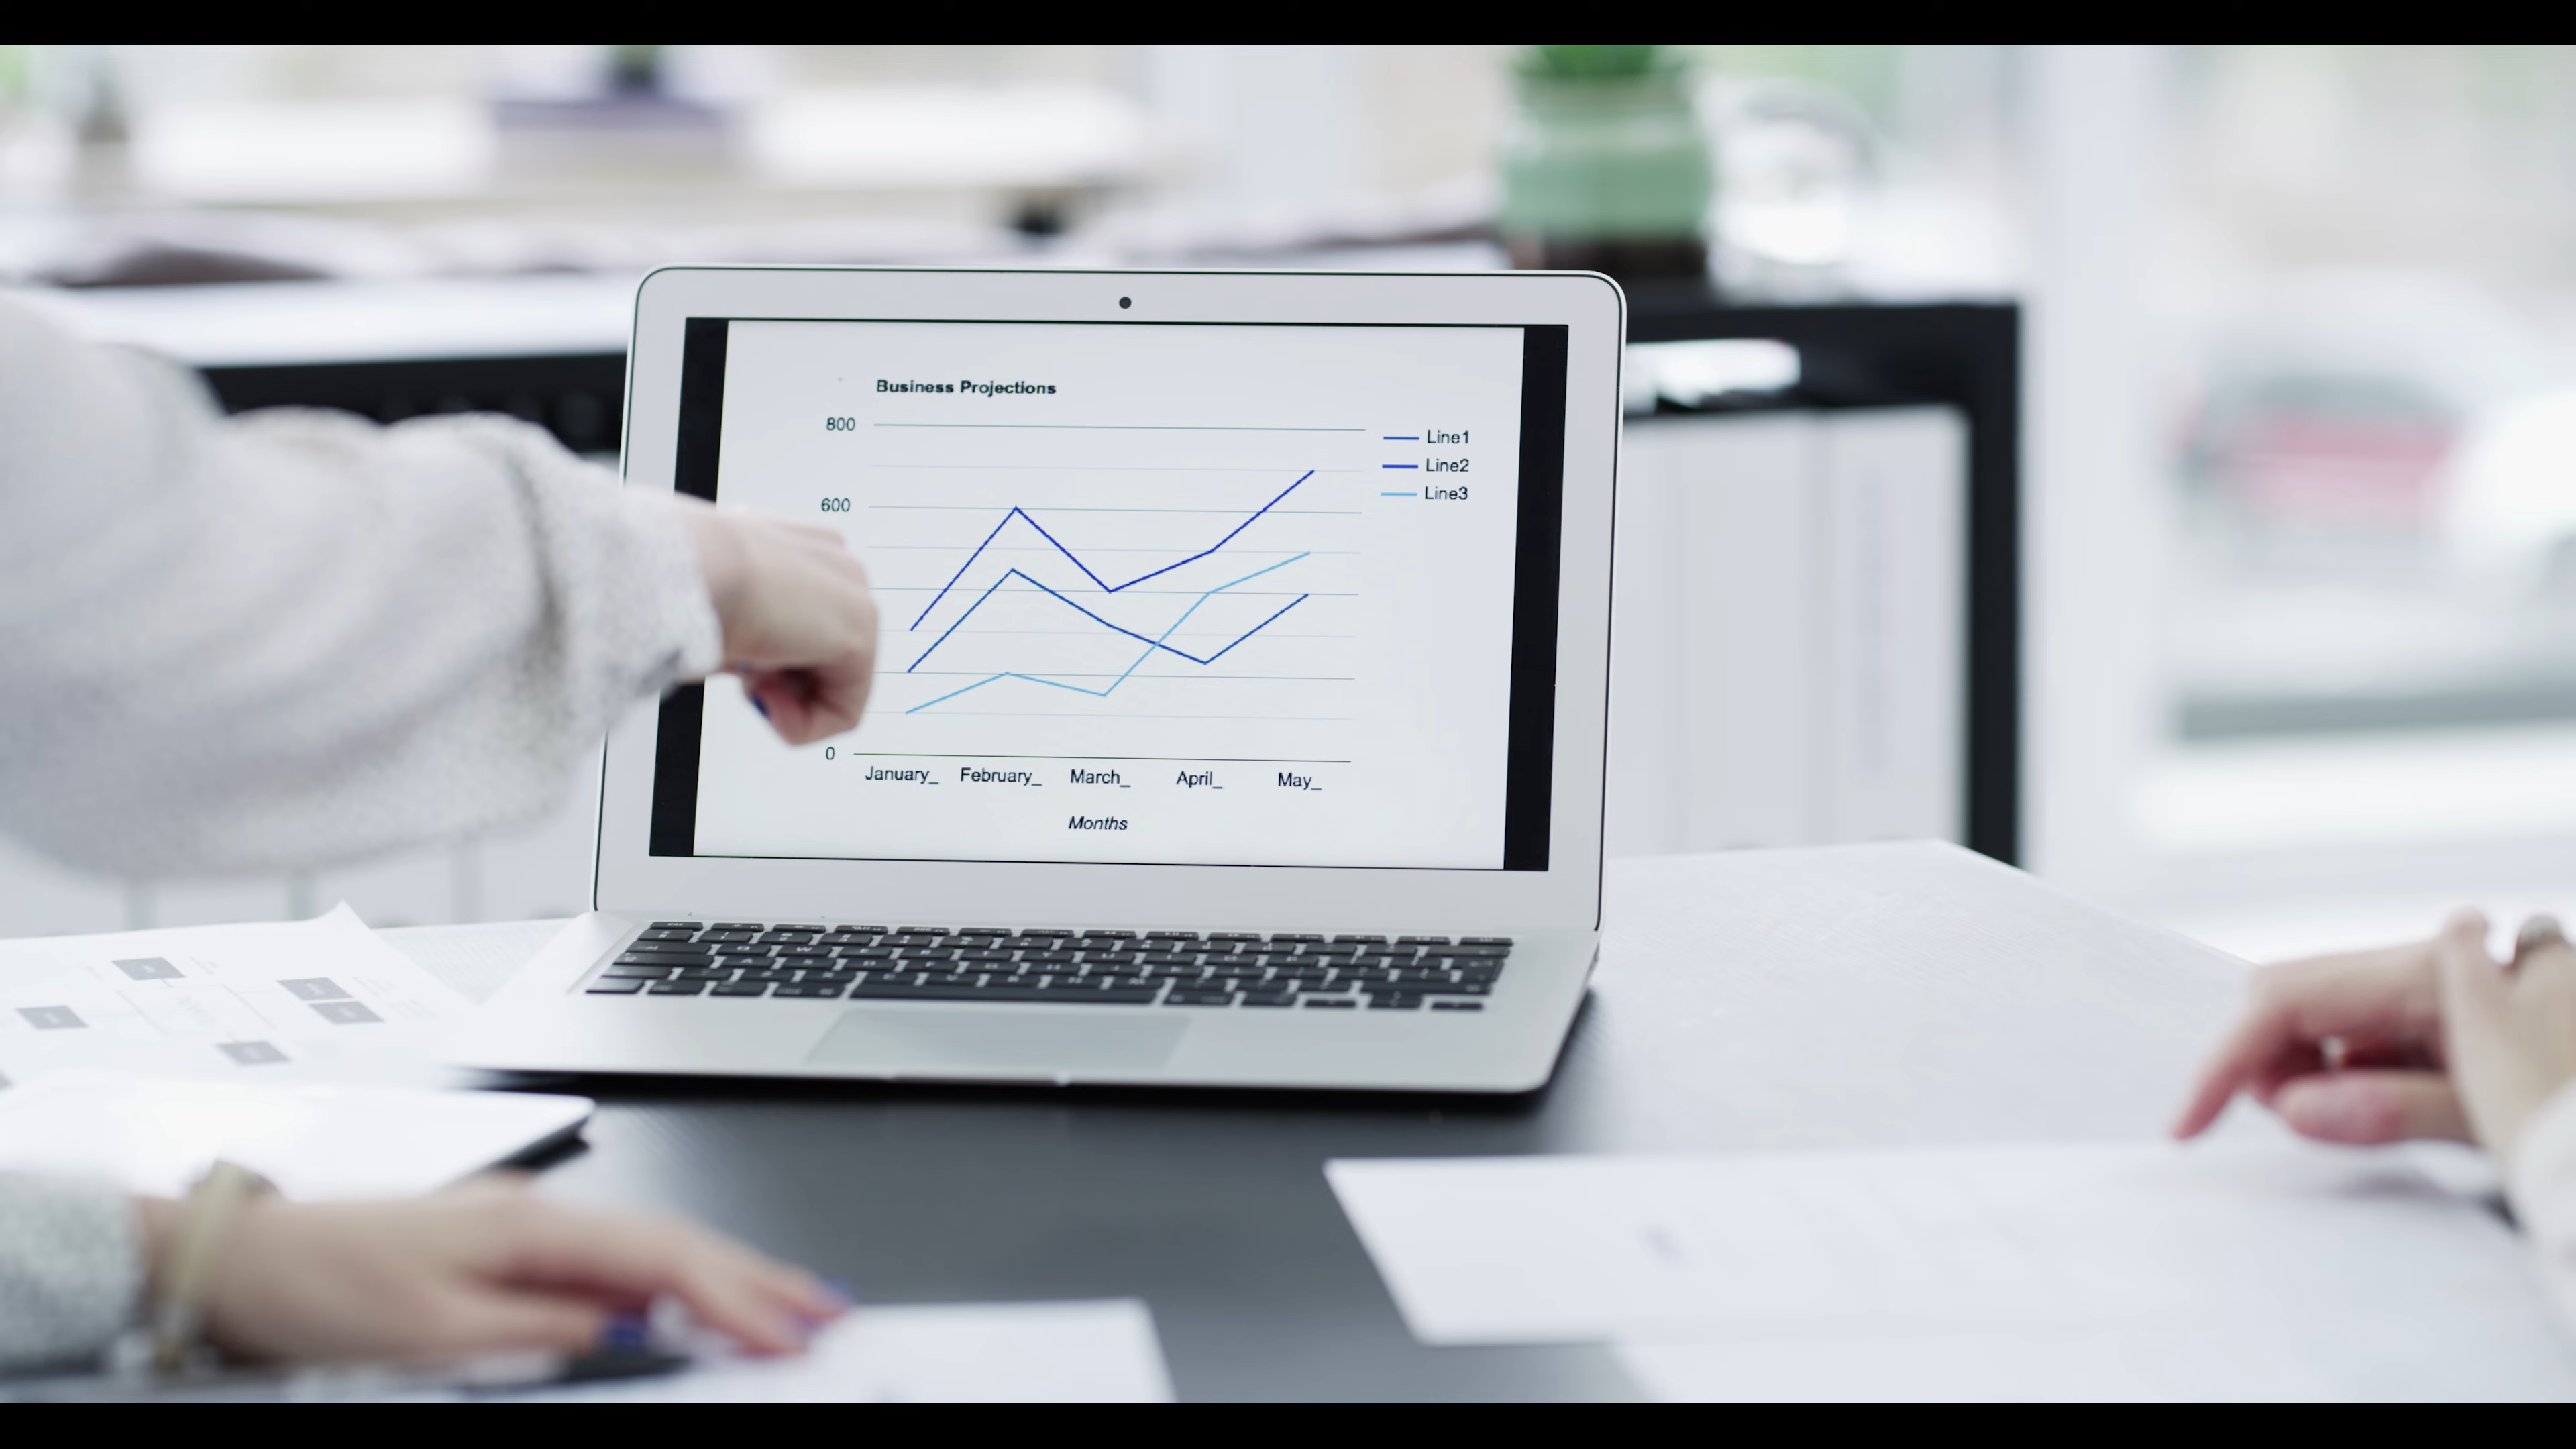 Business Projections
800
600
0
Line1
Line2
Line3
January_ February_ March_ April_ May_
Months